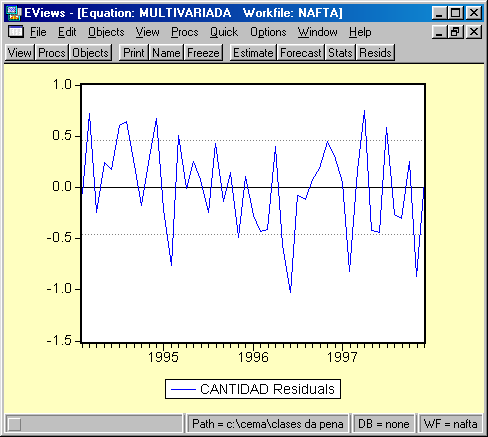 EViews - [Equation: MULTIVARIADA Workfile: NAFTA]
File Edit Objects View Procs Quick Options Window Help
View Procs Objects Print Name Freeze Estimate Forecast Stats Resids
1.0
0.5
0.0
-0.5
-1.0
-1.5
1995 1996 1997
CANTIDAD Residuals
Path = c:\cema\clases da pena DB = none WF = nafta